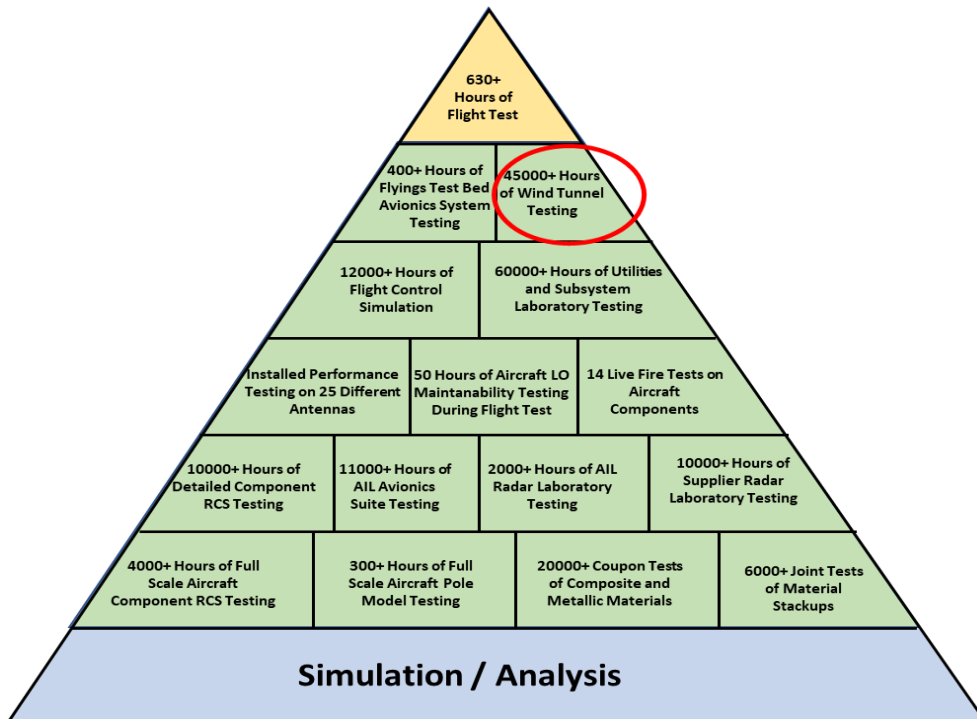 630+
Hours of
Flight Test
400+ Hours of
Flyings Test Bed
Avionics System
Testing
45000+ Hours
of Wind Tunnel
Testing
12000+ Hours of
Flight Control
Simulation
60000+ Hours of Utilities
and Subsystem
Laboratory Testing
Installed Performance
Testing on 25 Different
Antennas
50 Hours of Aircraft LO
Maintanability Testing
During Flight Test
14 Live Fire Tests on
Aircraft
Components
10000+ Hours of
Detailed Component
RCS Testing
11000+ Hours of
AIL Avionics
Suite Testing
2000+ Hours of AIL
Radar Laboratory
Testing
10000+ Hours of
Supplier Radar
Laboratory Testing
4000+ Hours of Full
Scale Aircraft
Component RCS Testing
300+ Hours of Full
Scale Aircraft Pole
Model Testing
20000+ Coupon Tests
of Composite and
Metallic Materials
6000+ Joint Tests
of Material
Stackups
Simulation / Analysis